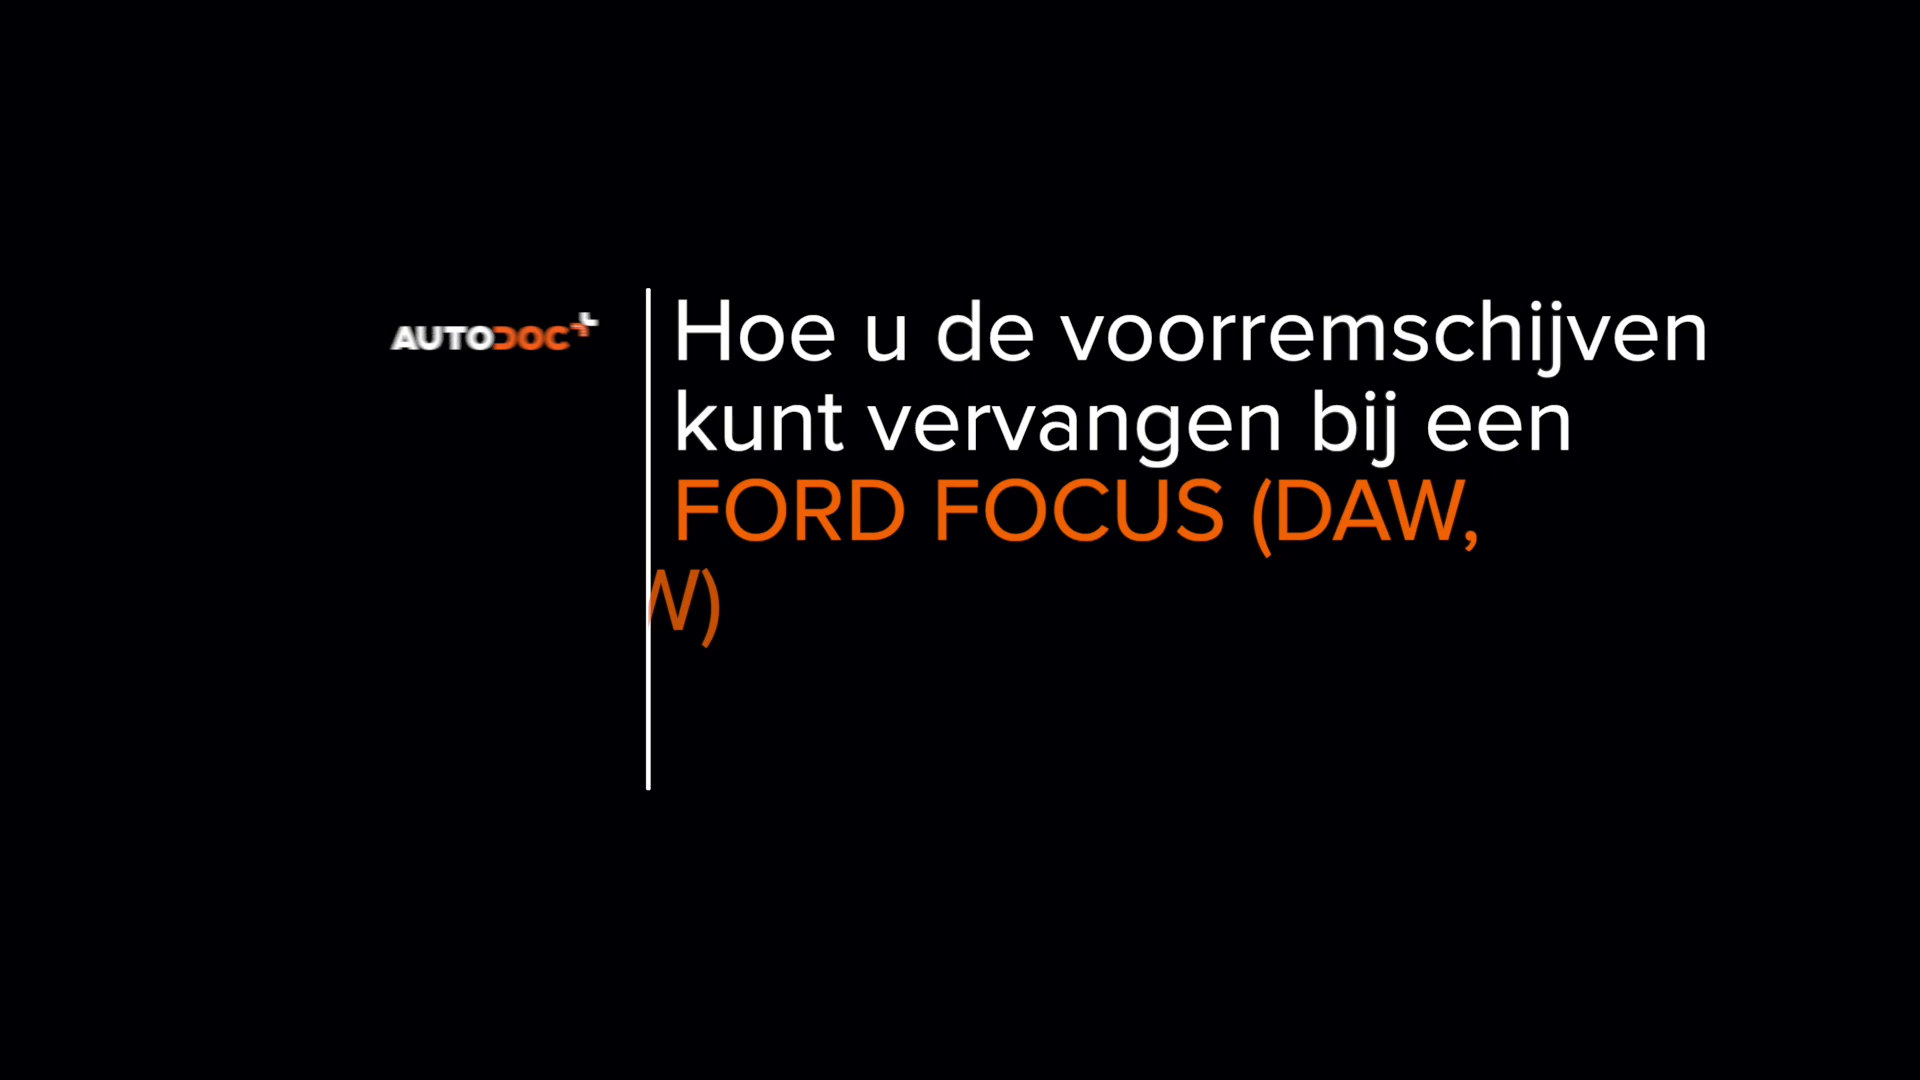 AUTODOC
Hoe u de voorremschijven
kunt vervangen bij een
FORD FOCUS (DAW,
W)